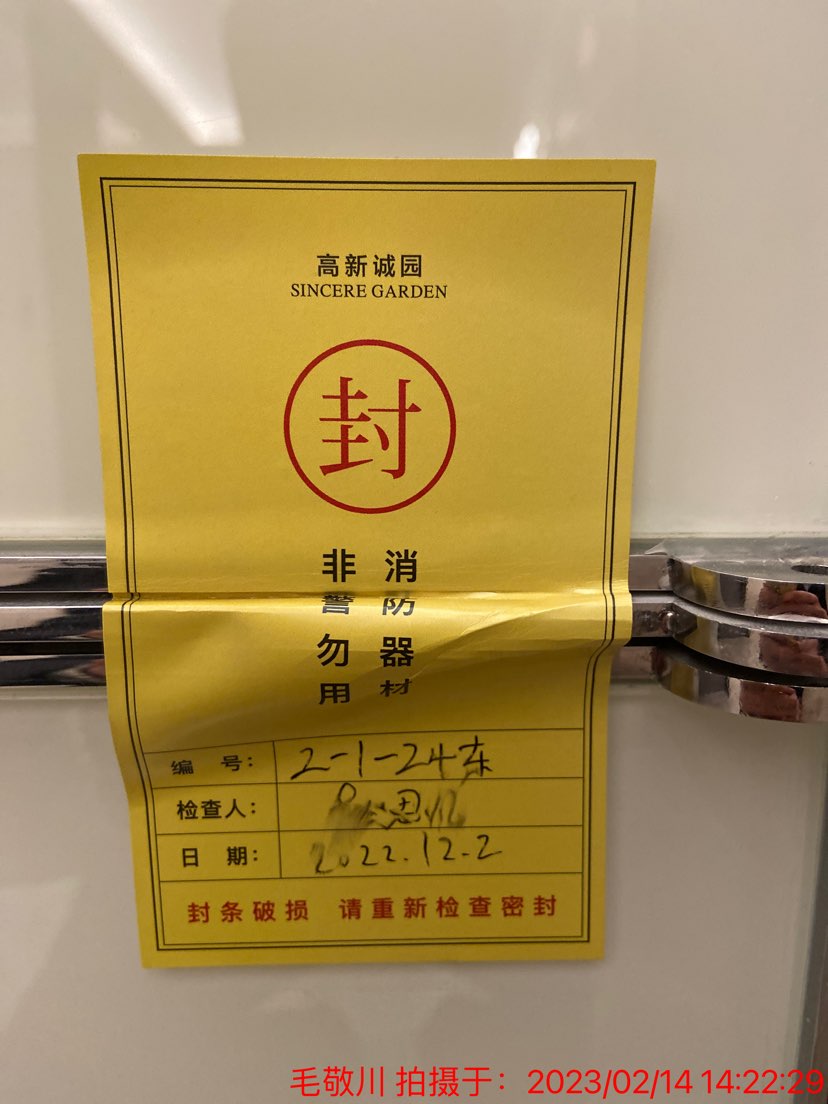 高新诚园
SINCERE GARDEN
封
消防器材
非警勿用
编 号: 2-1-24东
检查人:
日 期: 2022.12.2
封条破损 请重新检查密封
毛敬川 拍摄于: 2023/02/14 14:22:29